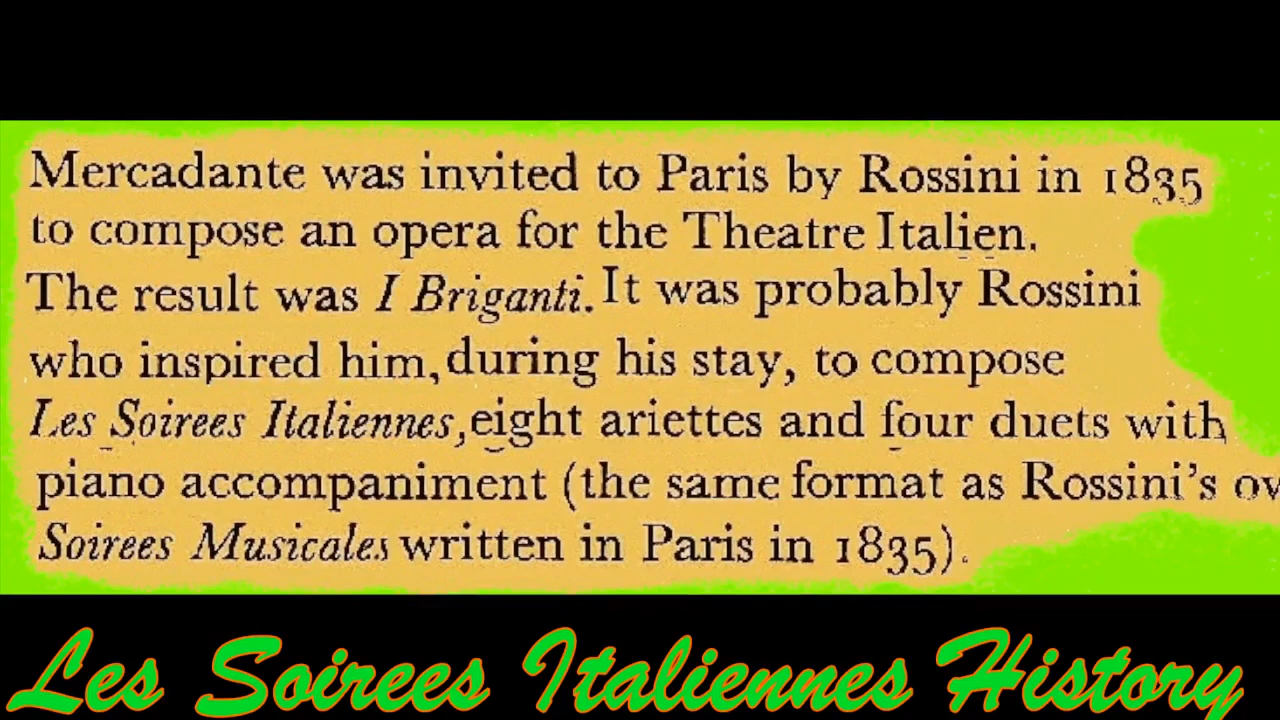 Mercadante was invited to Paris by Rossini in 1835
to compose an opera for the Theatre Italien.
The result was I Briganti. It was probably Rossini
who inspired him, during his stay, to compose
Les Soirees Italiennes, eight ariettes and four duets with
piano accompaniment (the same format as Rossini's
Soirees Musicales written in Paris in 1835).
Les Soirees Italiennes History